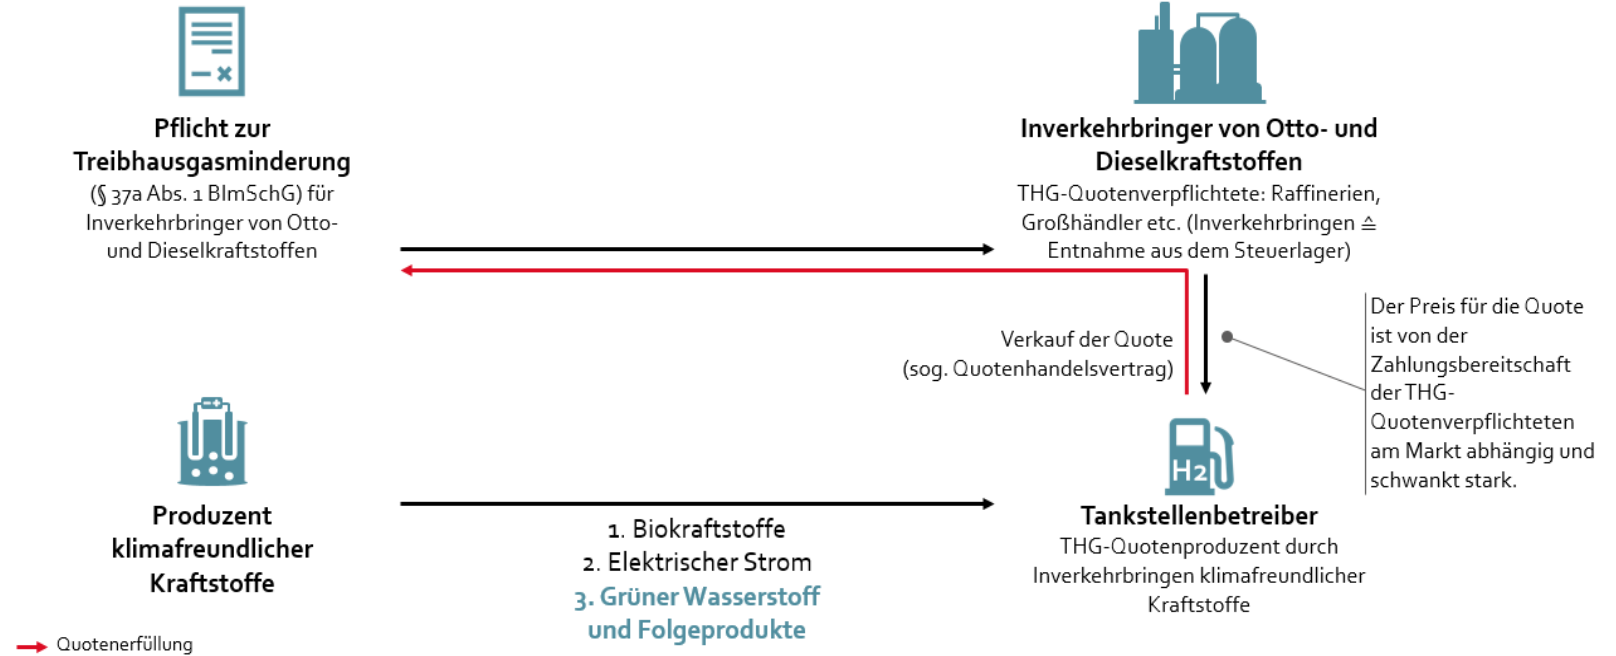 Pflicht zur
Treibhausgasminderung
(§ 37a Abs. 1 BImSchG) für
Inverkehrbringer von Otto-
und Dieselkraftstoffen
Inverkehrbringer von Otto- und
Dieselkraftstoffen
THG-Quotenverpflichtete: Raffinerien,
Großhändler etc. (Inverkehrbringen ≙
Entnahme aus dem Steuerlager)
Verkauf der Quote
(sog. Quotenhandelsvertrag)
Der Preis für die Quote
ist von der
Zahlungsbereitschaft
der THG-
Quotenverpflichteten
am Markt abhängig und
schwankt stark.
Produzent
klimafreundlicher
Kraftstoffe
1. Biokraftstoffe
2. Elektrischer Strom
3. Grüner Wasserstoff
und Folgeprodukte
H2
Tankstellenbetreiber
THG-Quotenproduzent durch
Inverkehrbringen klimafreundlicher
Kraftstoffe
Quotenerfüllung